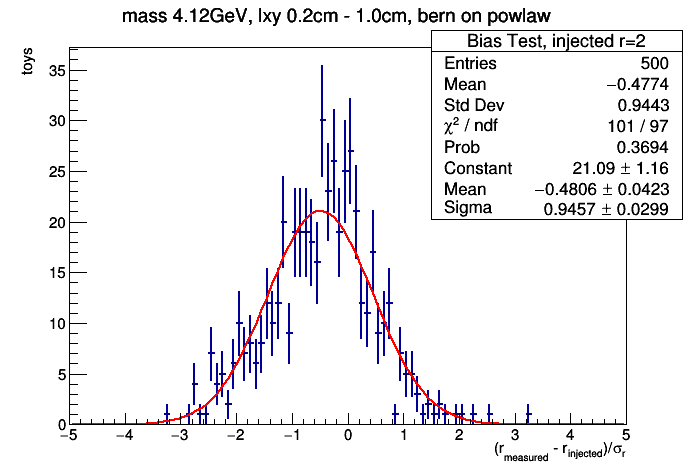 mass 4.12GeV, lxy 0.2cm - 1.0cm, bern on powlaw
Bias Test, injected r=2
Entries 500
Mean −0.4774
Std Dev 0.9443
χ² / ndf 101 / 97
Prob 0.3694
Constant 21.09 ± 1.16
Mean −0.4806 ± 0.0423
Sigma 0.9457 ± 0.0299
toys
35
30
25
20
15
10
5
0
−5 −4 −3 −2 −1 0 1 2 3 4 5
(r_measured - r_injected)/σ_r